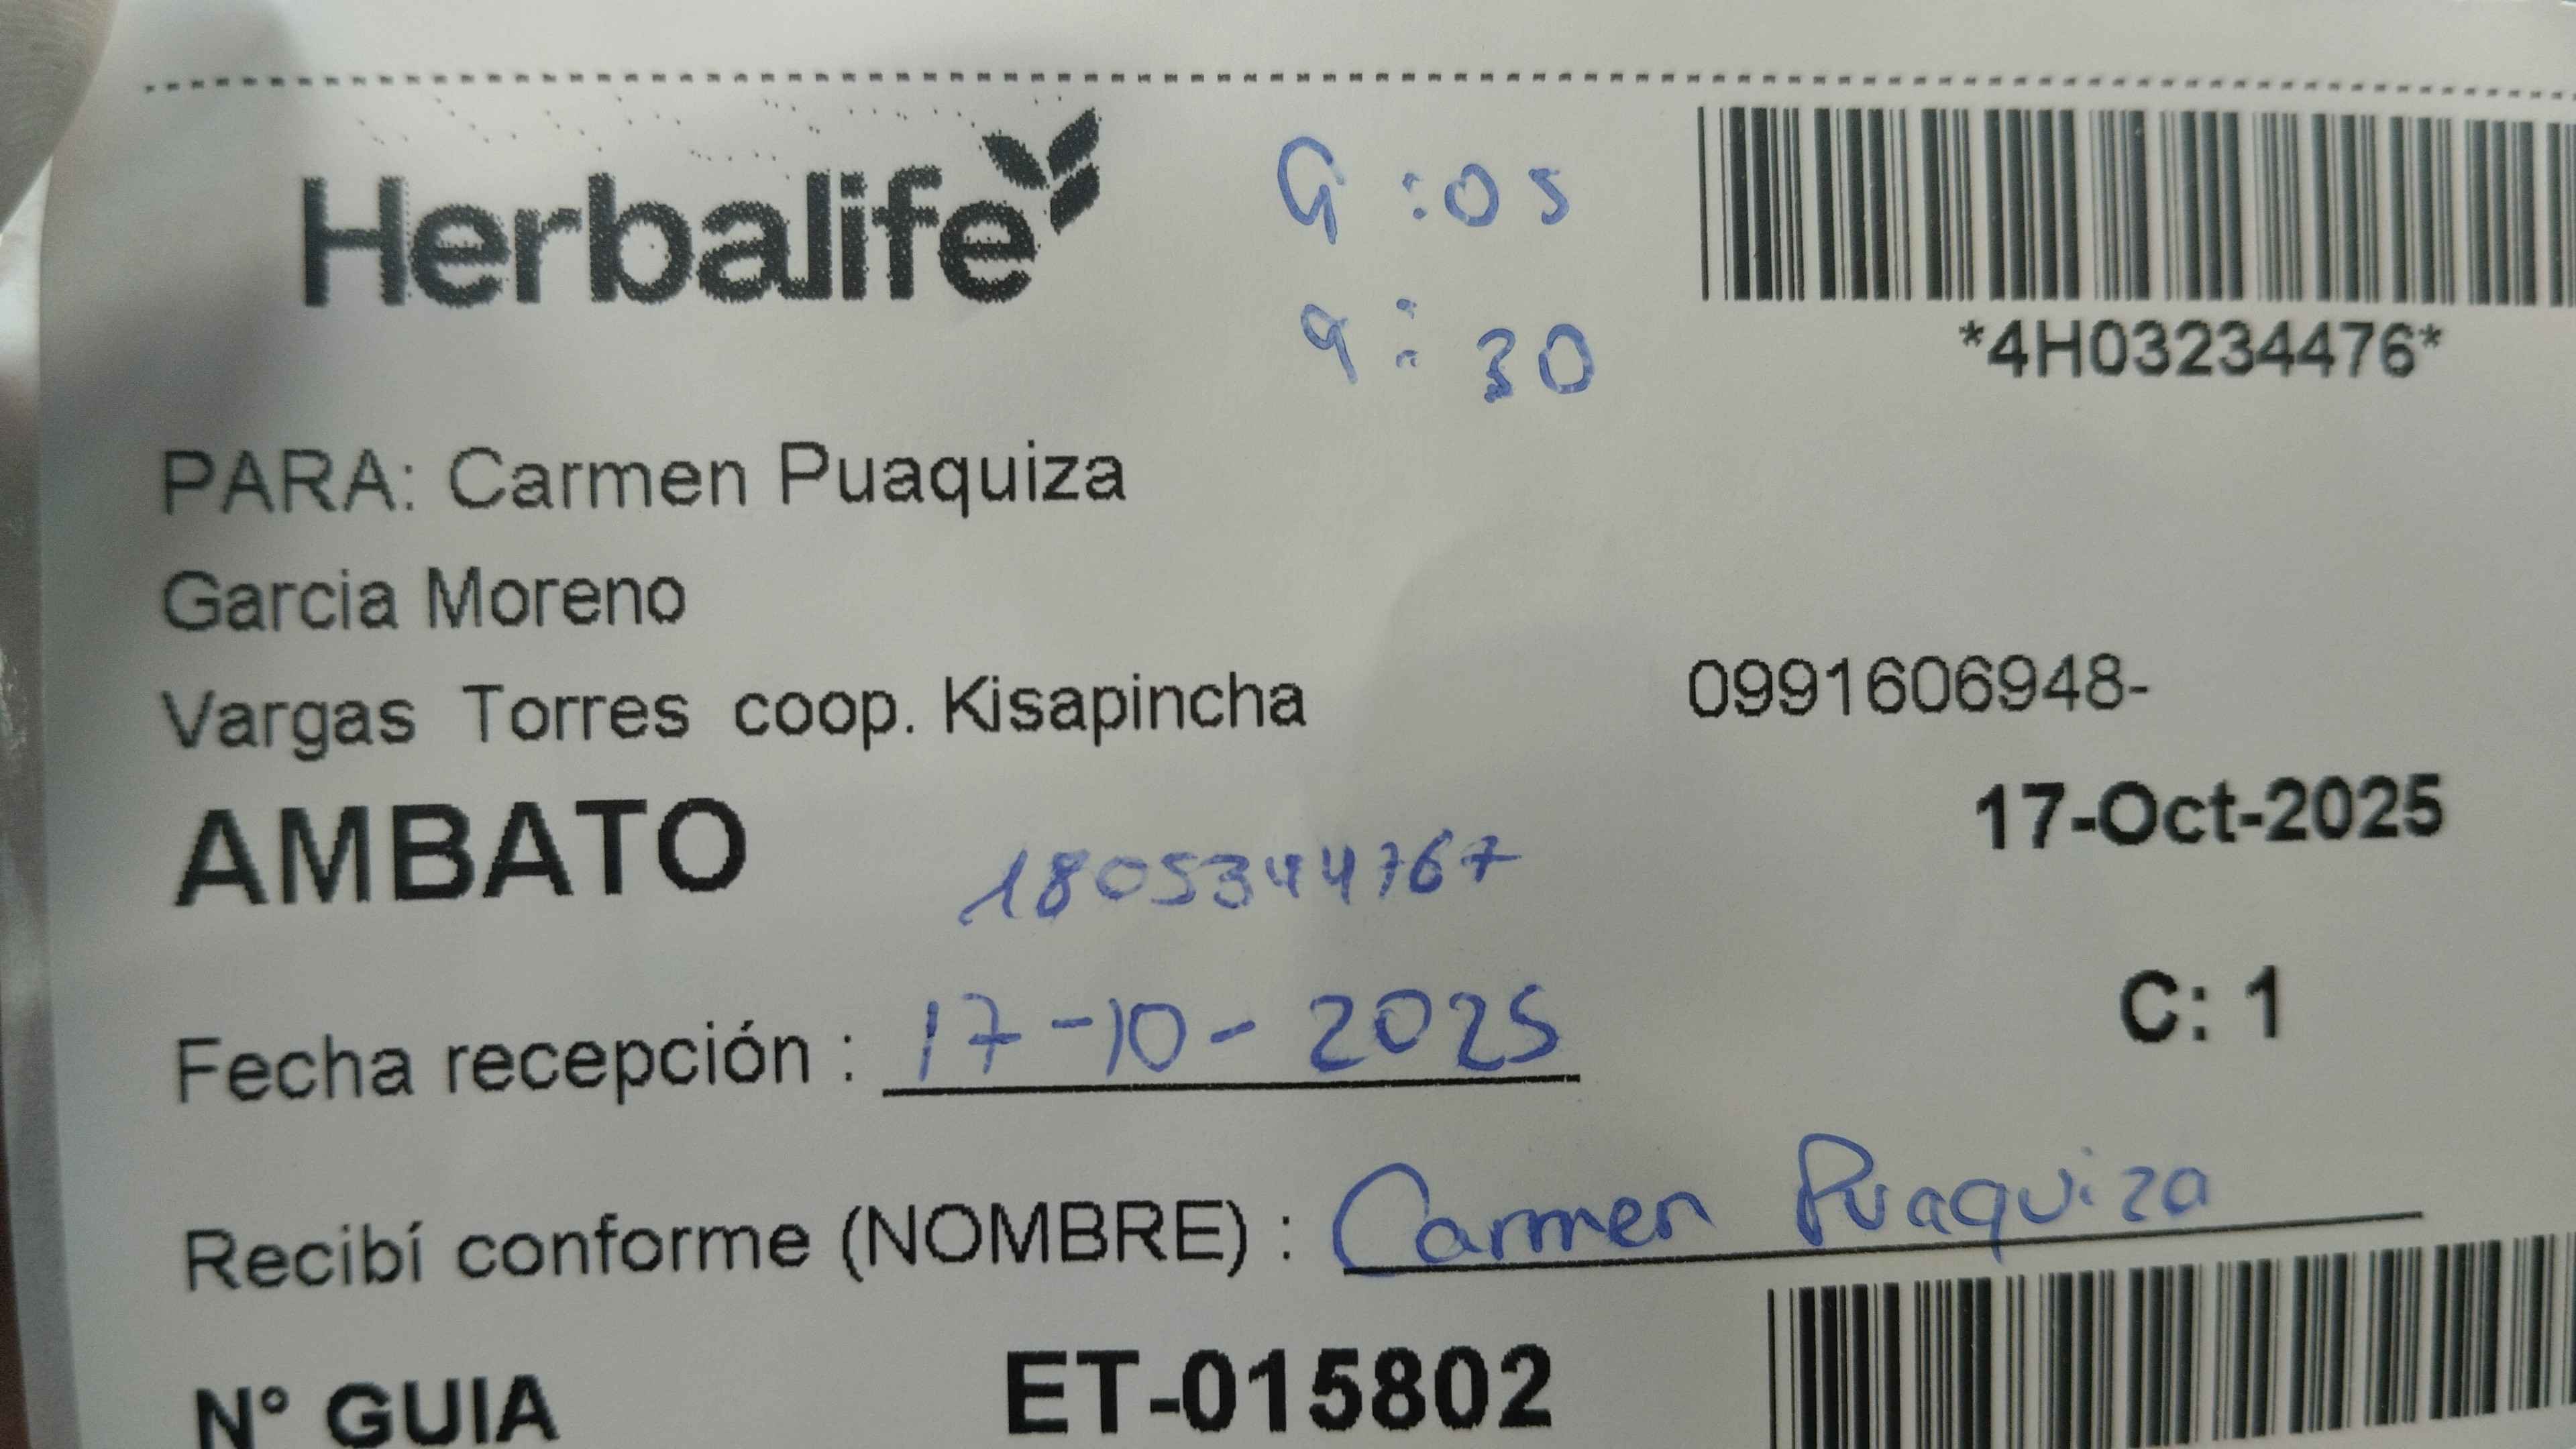 Herbalife
9:05
9:30
*4H03234476*
PARA: Carmen Puaquiza
Garcia Moreno
Vargas Torres coop. Kisapincha
0991606948-
AMBATO
17-Oct-2025
1805344767
C: 1
Fecha recepción : 17-10-2025
Recibí conforme (NOMBRE) : Carmen Puaquiza
N° GUIA ET-015802